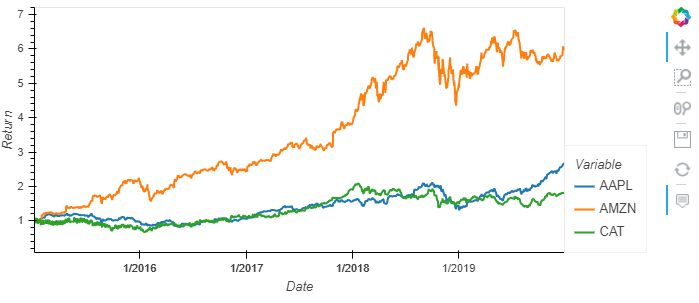 7
6
5
4
3
2
1
Return
1/2016
1/2017
1/2018
1/2019
Date
Variable
AAPL
AMZN
CAT